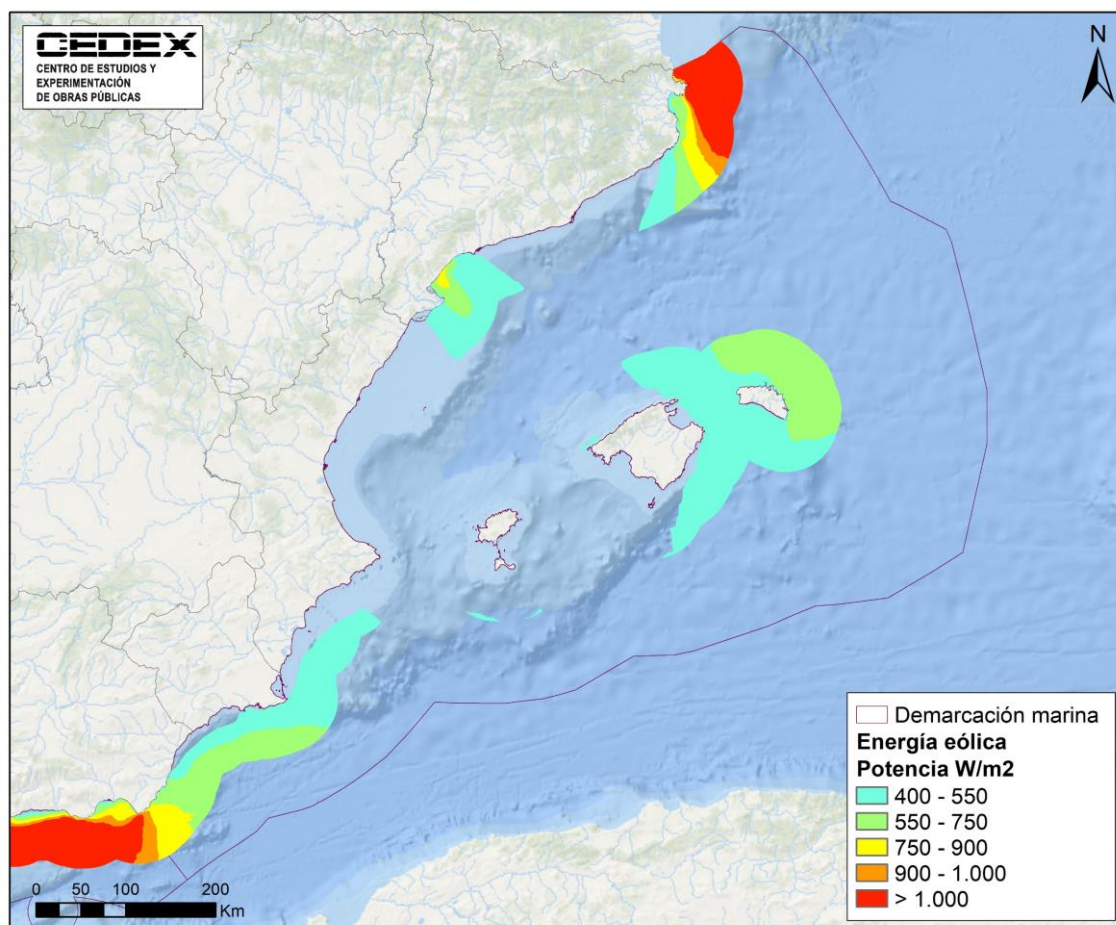 CEDEX
CENTRO DE ESTUDIOS Y
EXPERIMENTACIÓN
DE OBRAS PÚBLICAS
N
Demarcación marina
Energía eólica
Potencia W/m2
400 - 550
550 - 750
750 - 900
900 - 1.000
> 1.000
0 50 100 200
Km